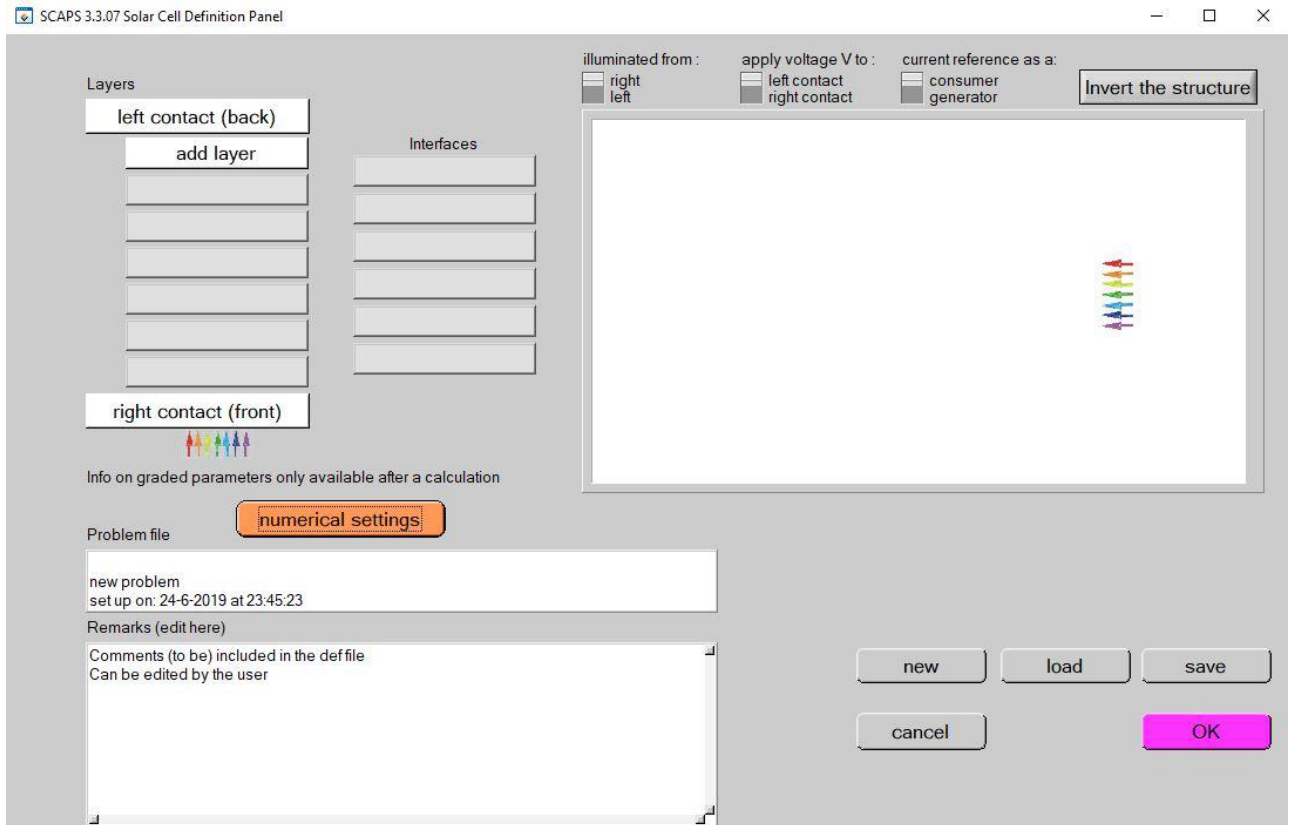 SCAPS 3.3.07 Solar Cell Definition Panel
illuminated from :
right
left
apply voltage V to :
left contact
right contact
current reference as a:
consumer
generator
Invert the structure
Layers
left contact (back)
add layer
Interfaces
right contact (front)
Info on graded parameters only available after a calculation
numerical settings
Problem file
new problem
set up on: 24-6-2019 at 23:45:23
Remarks (edit here)
Comments (to be) included in the def file
Can be edited by the user
new
load
save
cancel
OK